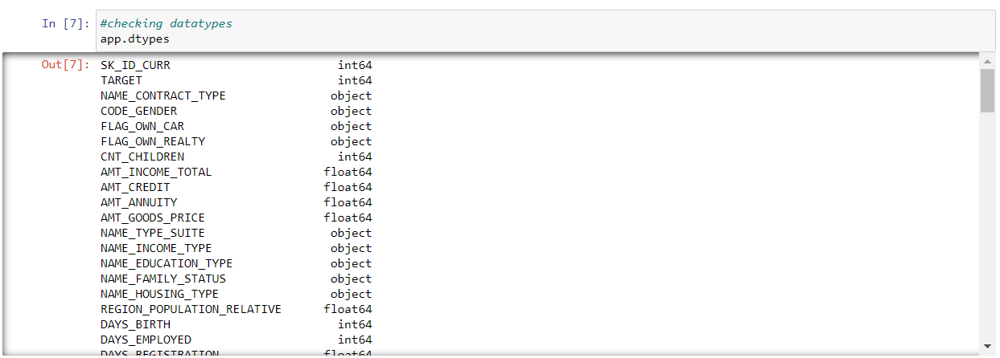 In [7]: #checking datatypes
app.dtypes
Out[7]: SK_ID_CURR int64
TARGET int64
NAME_CONTRACT_TYPE object
CODE_GENDER object
FLAG_OWN_CAR object
FLAG_OWN_REALTY object
CNT_CHILDREN int64
AMT_INCOME_TOTAL float64
AMT_CREDIT float64
AMT_ANNUITY float64
AMT_GOODS_PRICE float64
NAME_TYPE_SUITE object
NAME_INCOME_TYPE object
NAME_EDUCATION_TYPE object
NAME_FAMILY_STATUS object
NAME_HOUSING_TYPE object
REGION_POPULATION_RELATIVE float64
DAYS_BIRTH int64
DAYS_EMPLOYED int64
DAYS_REGISTRATION float64